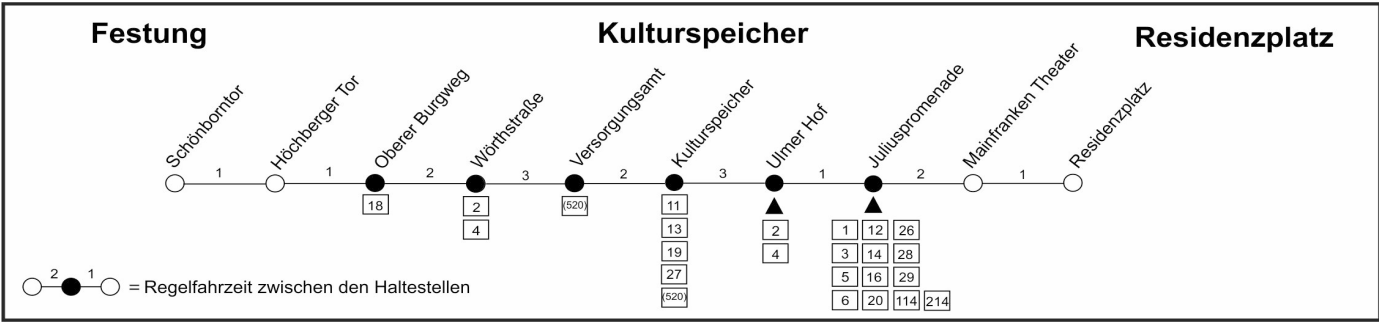 Festung
Kulturspeicher
Residenzplatz
Schönborntor
Höchberger Tor
Oberer Burgweg
Wörthstraße
Versorgungsamt
Kulturspeicher
Ulmer Hof
Juliuspromenade
Mainfranken Theater
Residenzplatz
1 1 2 3 2 3 1 2 1
18
2
4
(520)
11
13
19
27
(520)
2
4
1 12 26
3 14 28
5 16 29
6 20 114 214
2 1 = Regelfahrzeit zwischen den Haltestellen